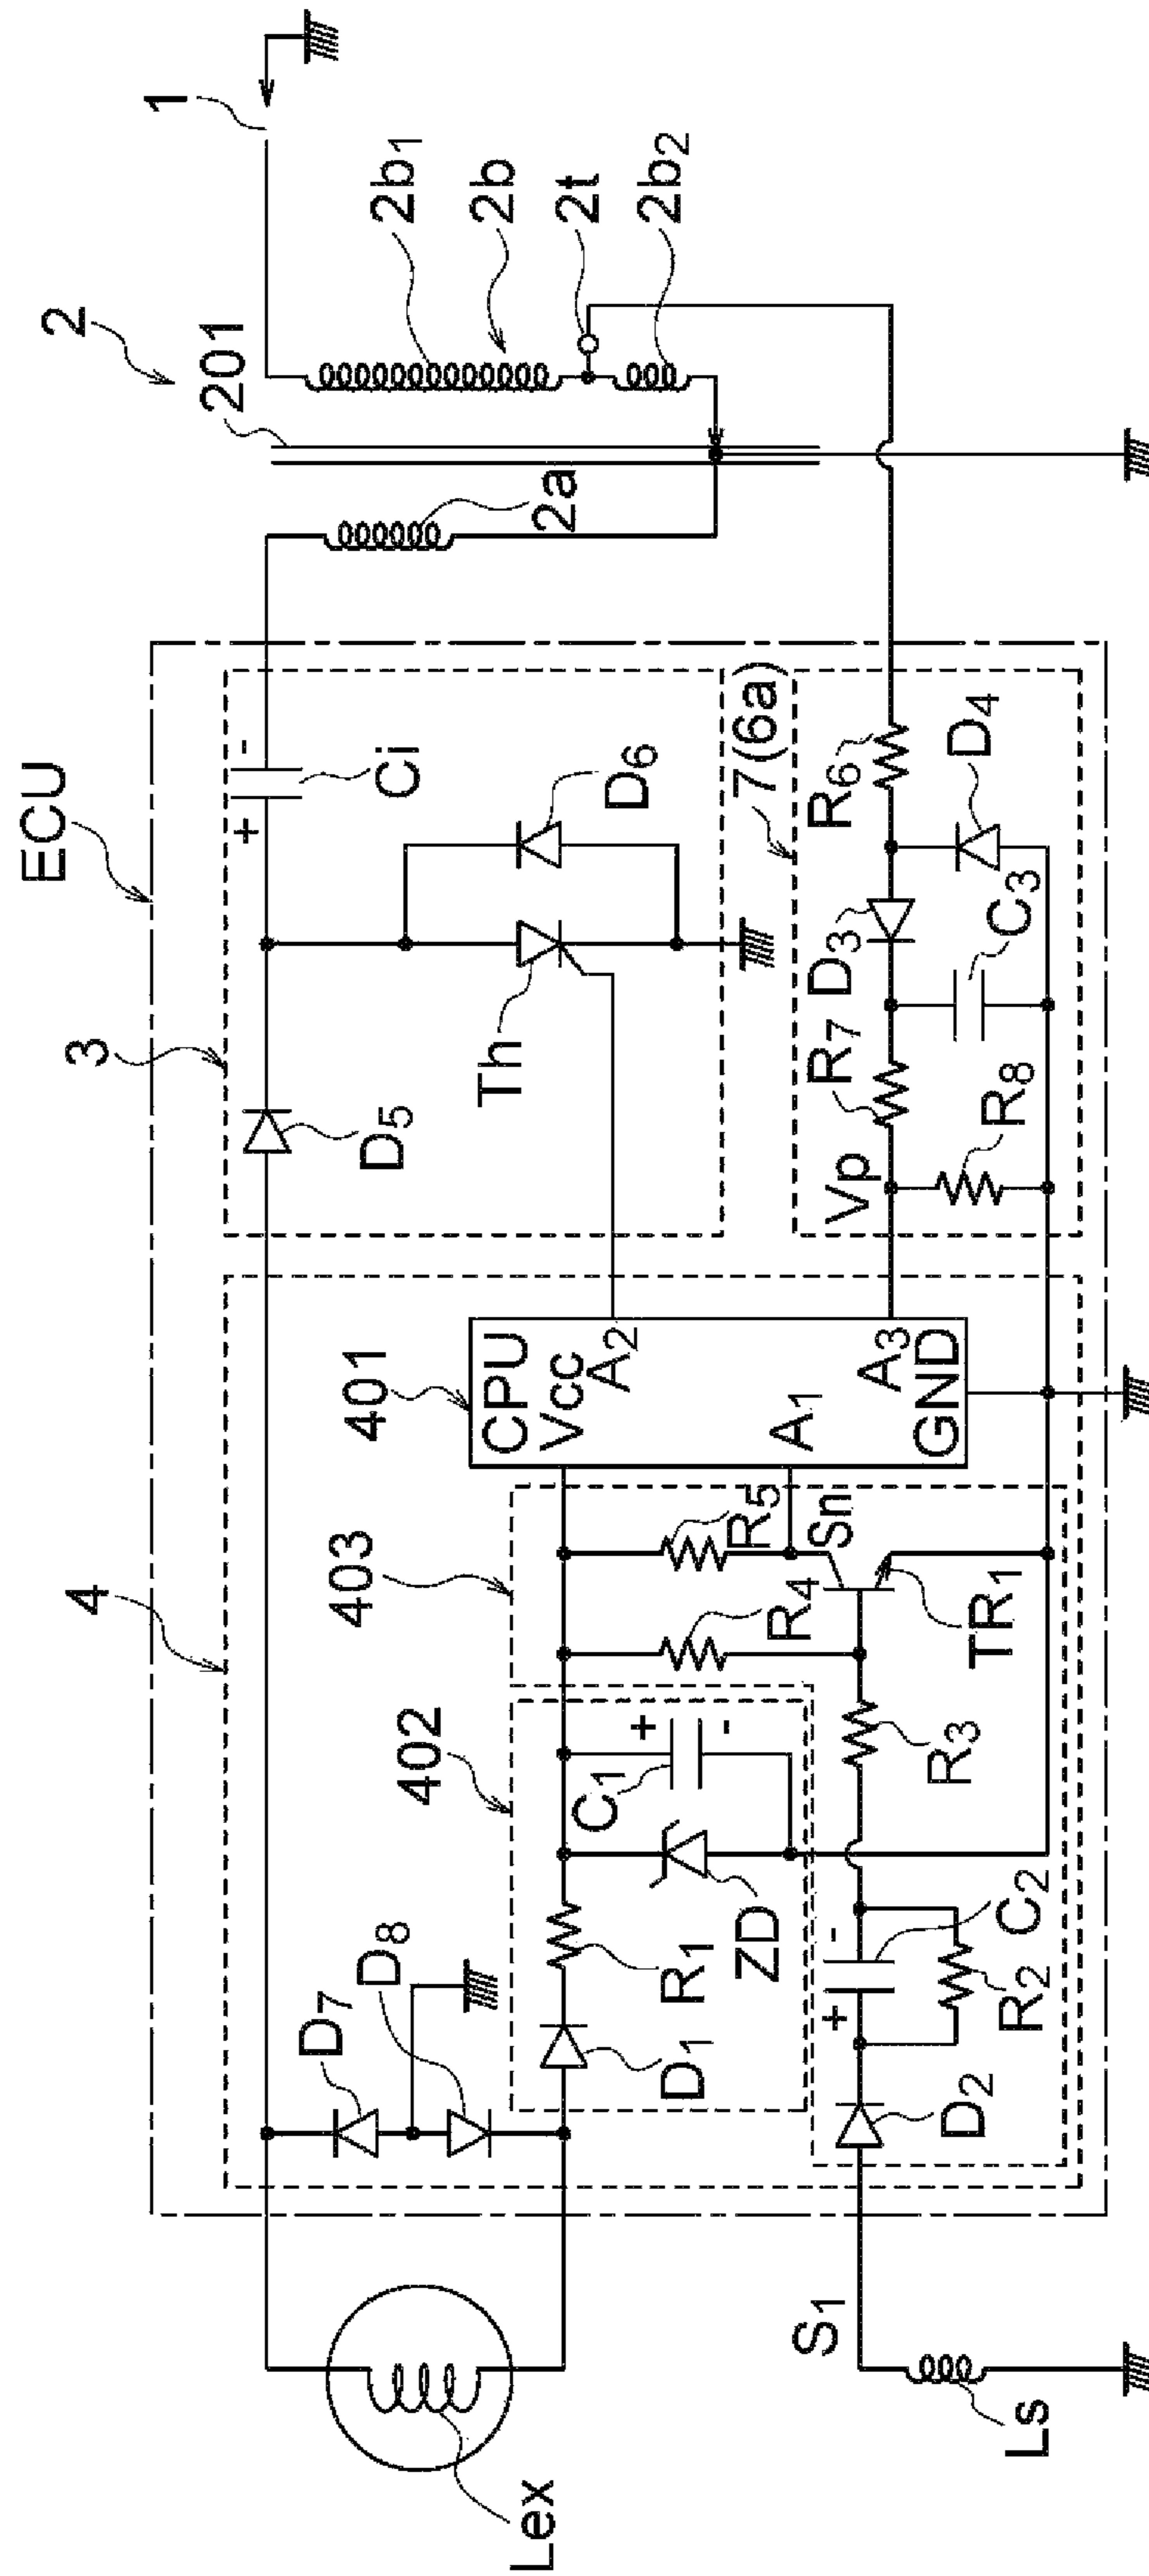 ECU
2
201
1
2b1
2b
2t
2b2
2a
3
D5
+
-
Ci
Th
D6
7(6a)
4
401
CPU
Vcc
A2
A1
A3
GND
403
402
D7
D8
D1
R1
ZD
C1
+
-
R4
R5
Sn
TR1
R3
+
-
C2
R2
D2
Vp
R7
R8
D3
C3
R6
D4
Lex
S1
Ls